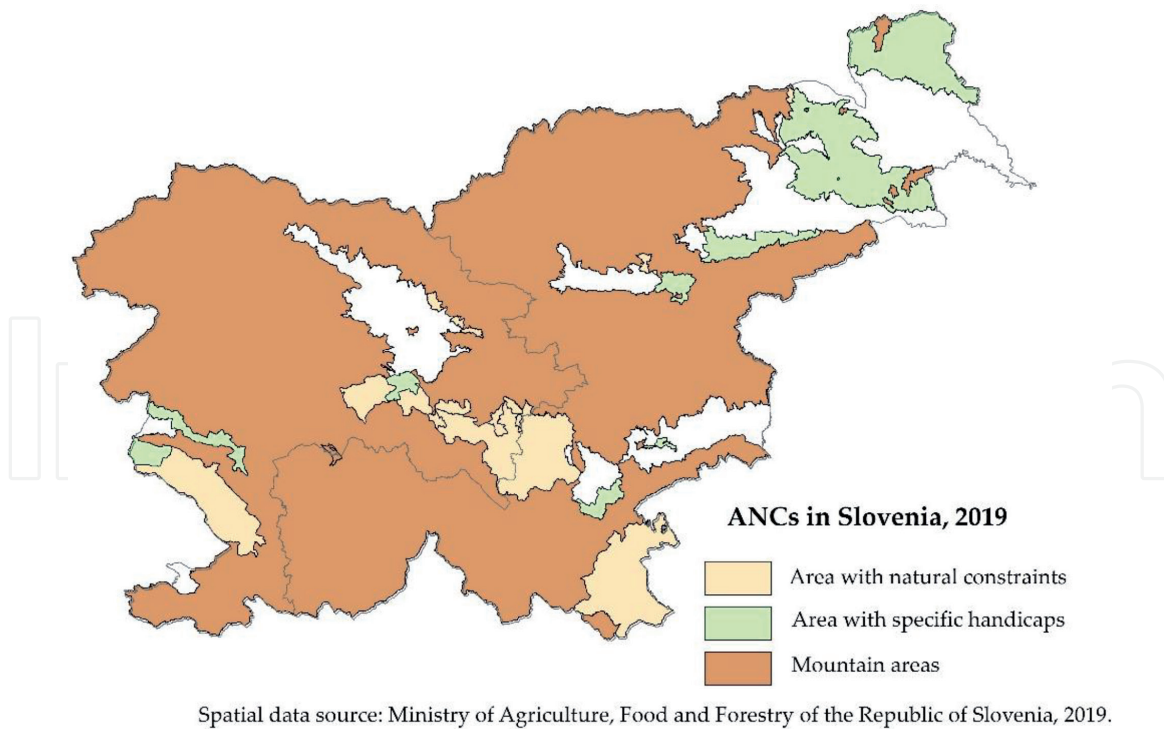 ANCs in Slovenia, 2019
Area with natural constraints
Area with specific handicaps
Mountain areas
Spatial data source: Ministry of Agriculture, Food and Forestry of the Republic of Slovenia, 2019.